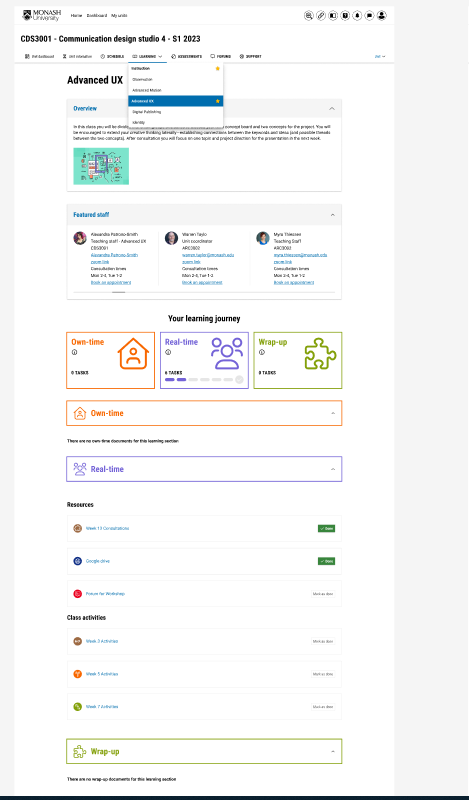 MONASH University
Home Dashboard My units
CDS3001 - Communication design studio 4 - S1 2023
Unit dashboard Unit information SCHEDULE LEARNING ASSESSMENTS FORUMS SUPPORT
Instruction
Observation
Advanced Motion
Advanced UX
Digital Publishing
Identity
Advanced UX
Overview
In this class you will be divid
concept board and two concepts for the project. You will
be encouraged to extend your creative thinking laterally - establishing connections between the keywords and ideas (and possible trends
between the two concepts). After consultation you will focus on one topic and project direction for the presentation in the next week.
Featured staff
Alexandra Patrono-Smith
Teaching staff - Advanced UX
CDS3001
Alexandra Patrono-Smith
zoom link
Consultation times
Mon 2-4, Tue 1-2
Book an appointment
Warren Taylo
Unit coordinator
ARC3002
warren.taylor@monash.edu
zoom link
Consultation times
Mon 2-4, Tue 1-2
Book an appointment
Myra Thiessen
Teaching Staff
ARC3002
myra.thiessen@monash.edu
zoom link
Consultation times
Mon 2-4, Tue 1-2
Book an appointment
Your learning journey
Own-time
0 TASKS
Real-time
6 TASKS
Wrap-up
0 TASKS
Own-time
There are no own-time documents for this learning section
Real-time
Resources
Week 10 Consultations
Done
Google drive
Done
Forum for Workshop
Mark as done
Class activities
Week 3 Activities
Mark as done
Week 5 Activities
Mark as done
Week 7 Activities
Mark as done
Wrap-up
There are no wrap-up documents for this learning section